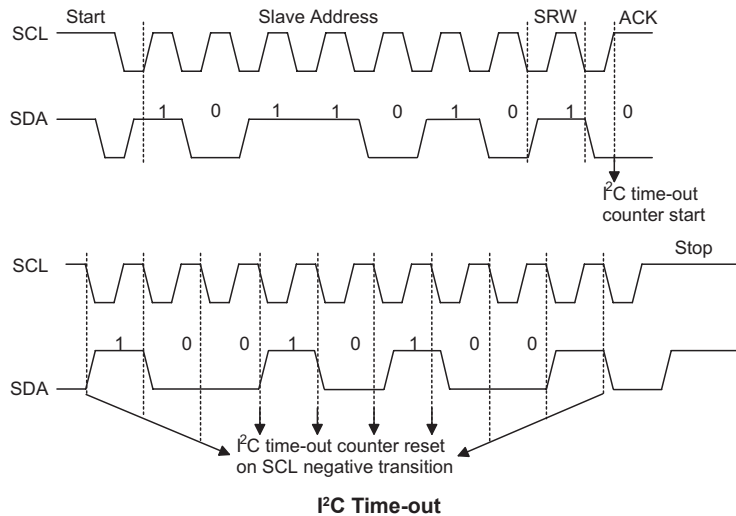 Start Slave Address SRW ACK
SCL
SDA 1 0 1 1 0 1 0 1 0
I²C time-out
counter start
Stop
SCL
1 0 0 1 0 1 0 0
SDA
I²C time-out counter reset
on SCL negative transition
I²C Time-out